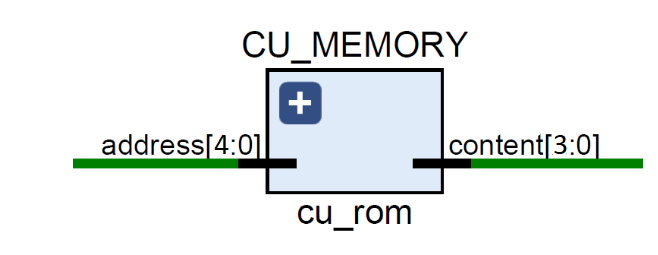 CU_MEMORY
address[4:0]
content[3:0]
cu_rom